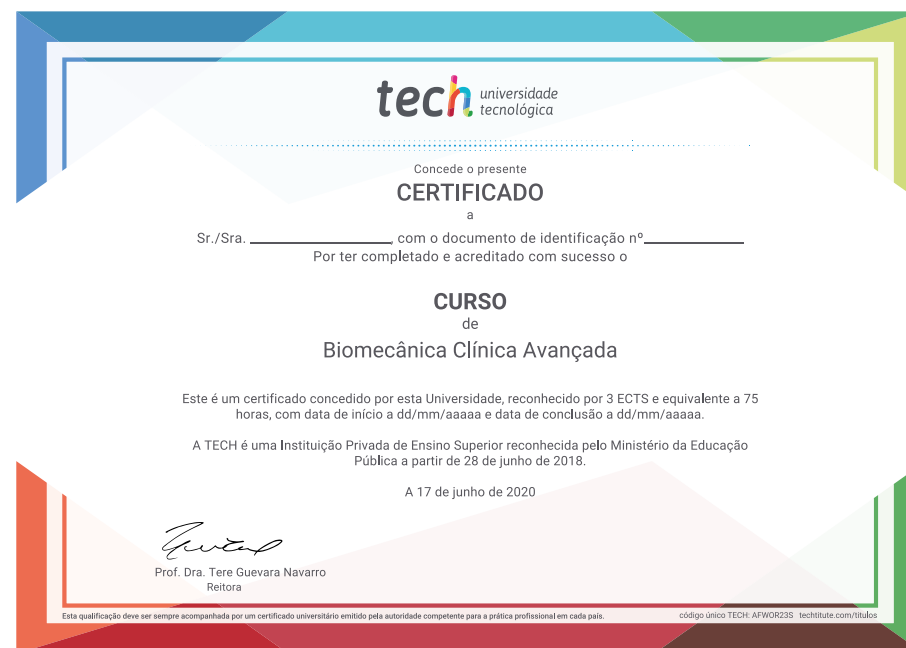 tech universidade
tecnológica
Concede o presente
CERTIFICADO
a
Sr./Sra. ____________________, com o documento de identificação nº______________
Por ter completado e acreditado com sucesso o
CURSO
de
Biomecânica Clínica Avançada
Este é um certificado concedido por esta Universidade, reconhecido por 3 ECTS e equivalente a 75
horas, com data de início a dd/mm/aaaaa e data de conclusão a dd/mm/aaaaa.
A TECH é uma Instituição Privada de Ensino Superior reconhecida pelo Ministério da Educação
Pública a partir de 28 de junho de 2018.
A 17 de junho de 2020
Prof. Dra. Tere Guevara Navarro
Reitora
Esta qualificação deve ser sempre acompanhada por um certificado universitário emitido pela autoridade competente para a prática profissional em cada país.
código único TECH: AFWOR23S techtitute.com/titulos